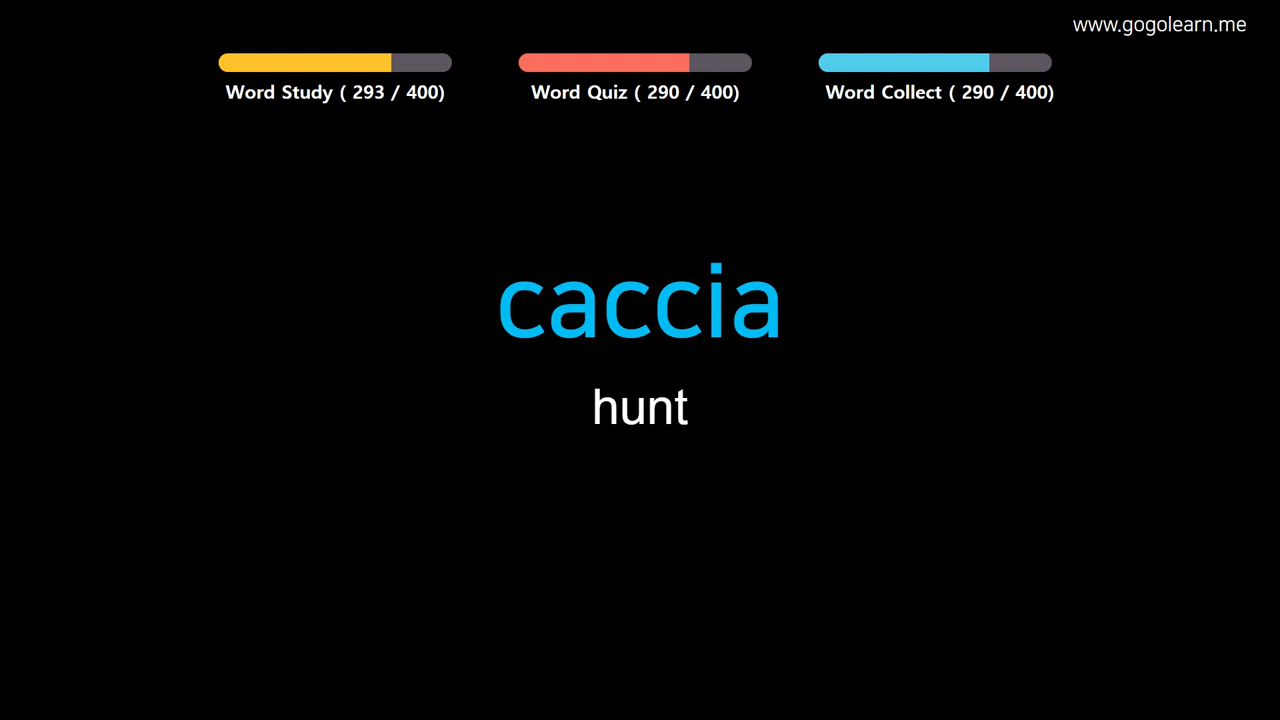 www.gogolearn.me
Word Study ( 293 / 400)
Word Quiz ( 290 / 400)
Word Collect ( 290 / 400)
caccia
hunt